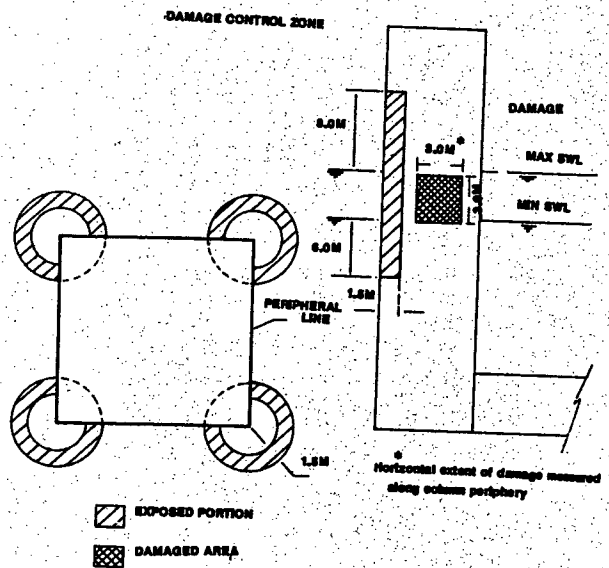 DAMAGE CONTROL ZONE
DAMAGE
3.0M *
MAX SWL
3.0M
MIN SWL
1.5M
PERIPHERAL
LINE
1.5M
*
Horizontal extent of damage measured
along column periphery
EXPOSED PORTION
DAMAGED AREA